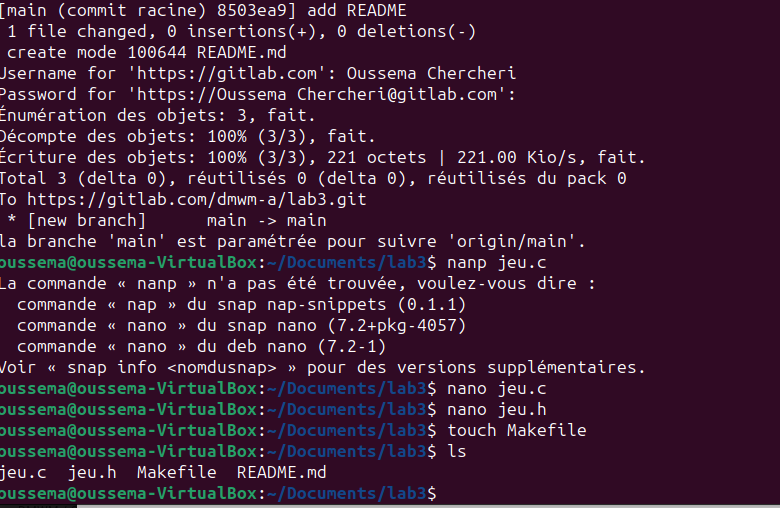 [main (commit racine) 8503ea9] add README
 1 file changed, 0 insertions(+), 0 deletions(-)
 create mode 100644 README.md
Username for 'https://gitlab.com': Oussema Chercheri
Password for 'https://Oussema Chercheri@gitlab.com':
Énumération des objets: 3, fait.
Décompte des objets: 100% (3/3), fait.
Écriture des objets: 100% (3/3), 221 octets | 221.00 Kio/s, fait.
Total 3 (delta 0), réutilisés 0 (delta 0), réutilisés du pack 0
To https://gitlab.com/dmwm-a/lab3.git
 * [new branch]      main -> main
la branche 'main' est paramétrée pour suivre 'origin/main'.
oussema@oussema-VirtualBox:~/Documents/lab3$ nanp jeu.c
La commande « nanp » n'a pas été trouvée, voulez-vous dire :
  commande « nap » du snap nap-snippets (0.1.1)
  commande « nano » du snap nano (7.2+pkg-4057)
  commande « nano » du deb nano (7.2-1)
Voir « snap info <nomdusnap> » pour des versions supplémentaires.
oussema@oussema-VirtualBox:~/Documents/lab3$ nano jeu.c
oussema@oussema-VirtualBox:~/Documents/lab3$ nano jeu.h
oussema@oussema-VirtualBox:~/Documents/lab3$ touch Makefile
oussema@oussema-VirtualBox:~/Documents/lab3$ ls
jeu.c  jeu.h  Makefile  README.md
oussema@oussema-VirtualBox:~/Documents/lab3$